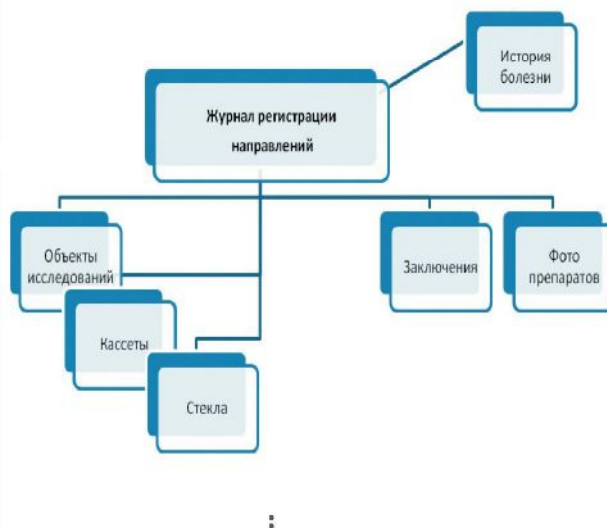 История
болезни
Журнал регистрации
направлений
Объекты
исследований
Заключения
Фото
препаратов
Кассеты
Стекла